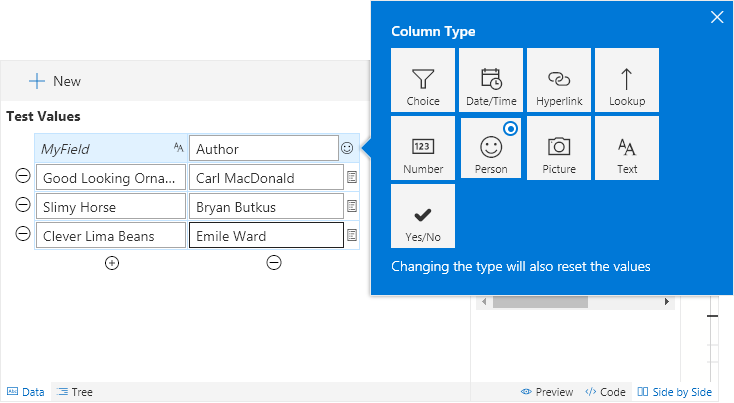 Column Type
Choice
Date/Time
Hyperlink
Lookup
Number
Person
Picture
Text
Yes/No
Changing the type will also reset the values
New
Test Values
MyField
Author
Good Looking Orna...
Carl MacDonald
Slimy Horse
Bryan Butkus
Clever Lima Beans
Emile Ward
Data
Tree
Preview
Code
Side by Side